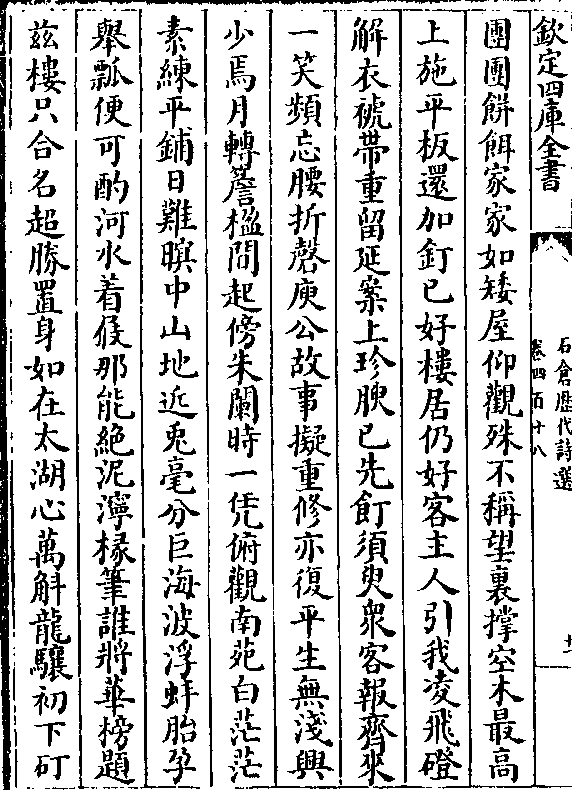 欽定四庫全書
石倉歷代詩選
卷四百十八
十一
團團餅餌家家如矮屋仰觀殊不稱望裏撑空木最高
上施平板還加釘已好樓居仍好客主人引我凌飛磴
解衣褫帶重留延案上珍腴已先飣須臾衆客報齊來
一笑頻忘腰折磬庾公故事擬重修亦復平生無淺興
少焉月轉簷楹間起傍朱闌時一凭俯觀南苑白茫茫
素練平鋪日難暝中山地近兎毫分巨海波浮蚌胎孕
舉瓢便可酌河水着屐那能絶泥濘椽筆誰將華榜題
兹樓只合名超勝置身如在太湖心萬斛龍驤初下矴